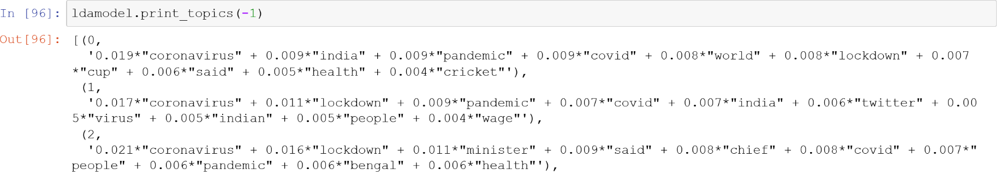 In [96]: ldamodel.print_topics(-1)
Out[96]: [(0,
'0.019*"coronavirus" + 0.009*"india" + 0.009*"pandemic" + 0.009*"covid" + 0.008*"world" + 0.008*"lockdown" + 0.007
*"cup" + 0.006*"said" + 0.005*"health" + 0.004*"cricket"'),
(1,
'0.017*"coronavirus" + 0.011*"lockdown" + 0.009*"pandemic" + 0.007*"covid" + 0.007*"india" + 0.006*"twitter" + 0.00
5*"virus" + 0.005*"indian" + 0.005*"people" + 0.004*"wage"'),
(2,
'0.021*"coronavirus" + 0.016*"lockdown" + 0.011*"minister" + 0.009*"said" + 0.008*"chief" + 0.008*"covid" + 0.007*"
people" + 0.006*"pandemic" + 0.006*"bengal" + 0.006*"health"'),